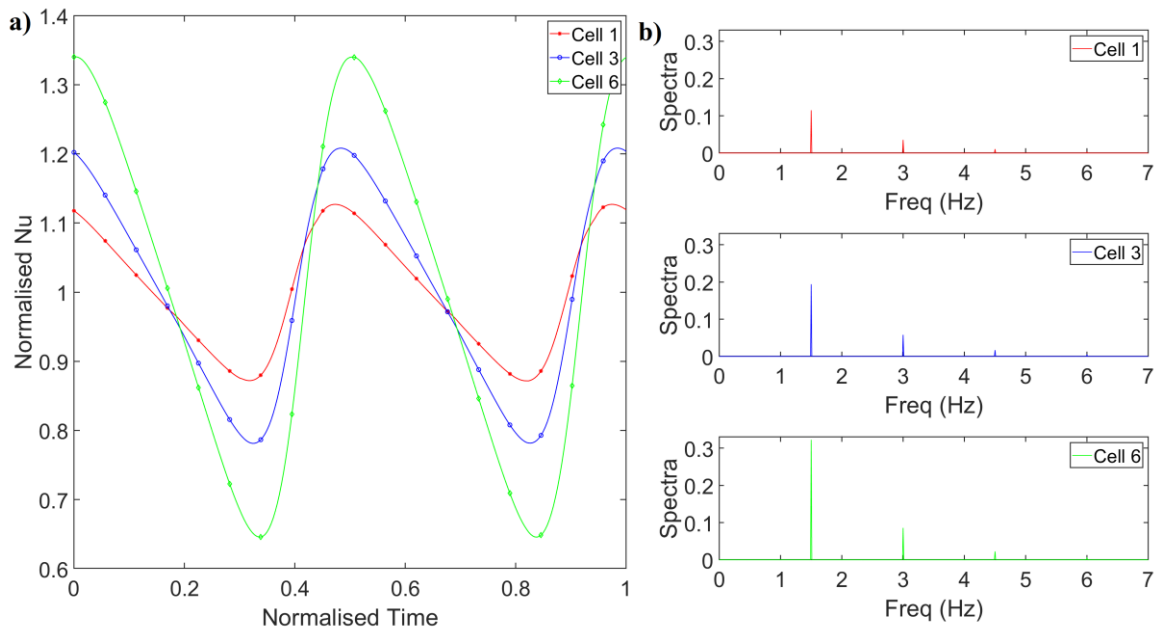 a)
1.4
1.3
1.2
1.1
1
0.9
0.8
0.7
0.6
Normalised Nu
0
0.2
0.4
0.6
0.8
1
Normalised Time
Cell 1
Cell 3
Cell 6
b)
0.3
0.2
0.1
0
Spectra
Cell 1
0 1 2 3 4 5 6 7
Freq (Hz)
0.3
0.2
0.1
0
Spectra
Cell 3
0 1 2 3 4 5 6 7
Freq (Hz)
0.3
0.2
0.1
0
Spectra
Cell 6
0 1 2 3 4 5 6 7
Freq (Hz)